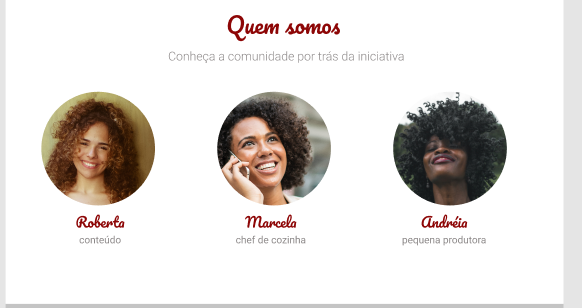 Quem somos
Conheça a comunidade por trás da iniciativa
Roberta
Marcela
Andréia
conteúdo
chef de cozinha
pequena produtora